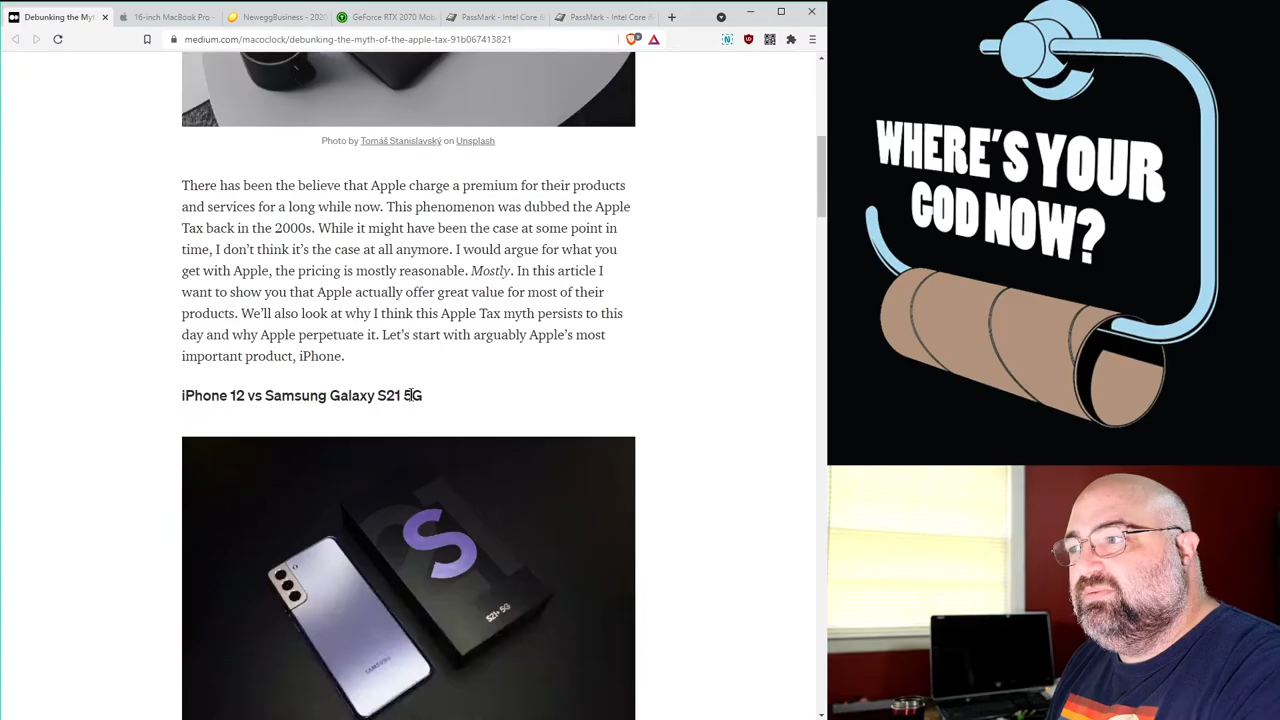 Debunking the Myt
16-inch MacBook Pro -
NeweggBusiness - 2020
GeForce RTX 2070 Mob
PassMark - Intel Core i
PassMark - Intel Core i
medium.com/macoclock/debunking-the-myth-of-the-apple-tax-91b067413821
Photo by Tomáš Stanislavský on Unsplash
There has been the believe that Apple charge a premium for their products
and services for a long while now. This phenomenon was dubbed the Apple
Tax back in the 2000s. While it might have been the case at some point in
time, I don't think it's the case at all anymore. I would argue for what you
get with Apple, the pricing is mostly reasonable. Mostly. In this article I
want to show you that Apple actually offer great value for most of their
products. We'll also look at why I think this Apple Tax myth persists to this
day and why Apple perpetuate it. Let's start with arguably Apple's most
important product, iPhone.
iPhone 12 vs Samsung Galaxy S21 5G
S
S21+ 5G
SAMSUNG
WHERE'S YOUR
GOD NOW?